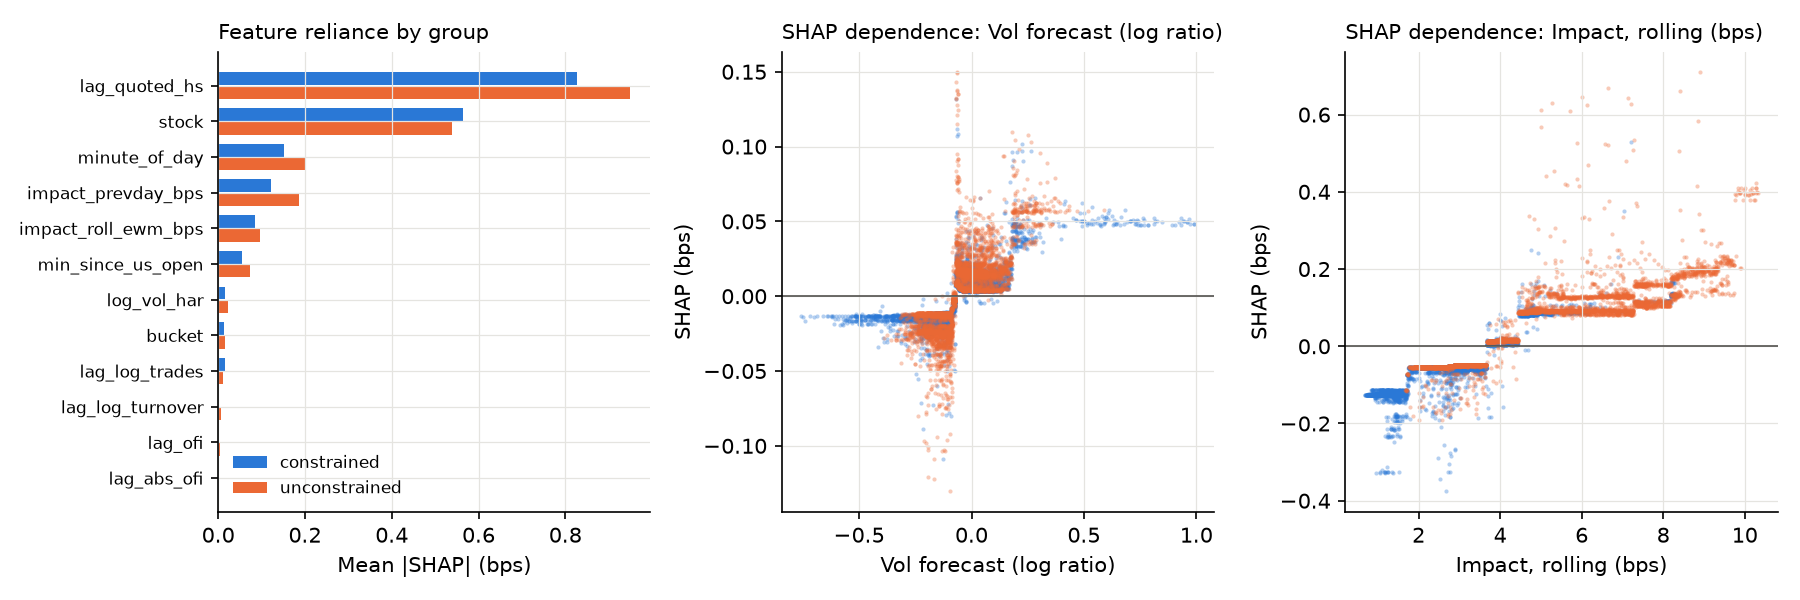 Feature reliance by group
lag_quoted_hs
stock
minute_of_day
impact_prevday_bps
impact_roll_ewm_bps
min_since_us_open
log_vol_har
bucket
lag_log_trades
lag_log_turnover
lag_ofi
lag_abs_ofi
constrained
unconstrained
0.0 0.2 0.4 0.6 0.8
Mean |SHAP| (bps)
SHAP dependence: Vol forecast (log ratio)
SHAP (bps)
0.15
0.10
0.05
0.00
−0.05
−0.10
−0.5 0.0 0.5 1.0
Vol forecast (log ratio)
SHAP dependence: Impact, rolling (bps)
SHAP (bps)
0.6
0.4
0.2
0.0
−0.2
−0.4
2 4 6 8 10
Impact, rolling (bps)